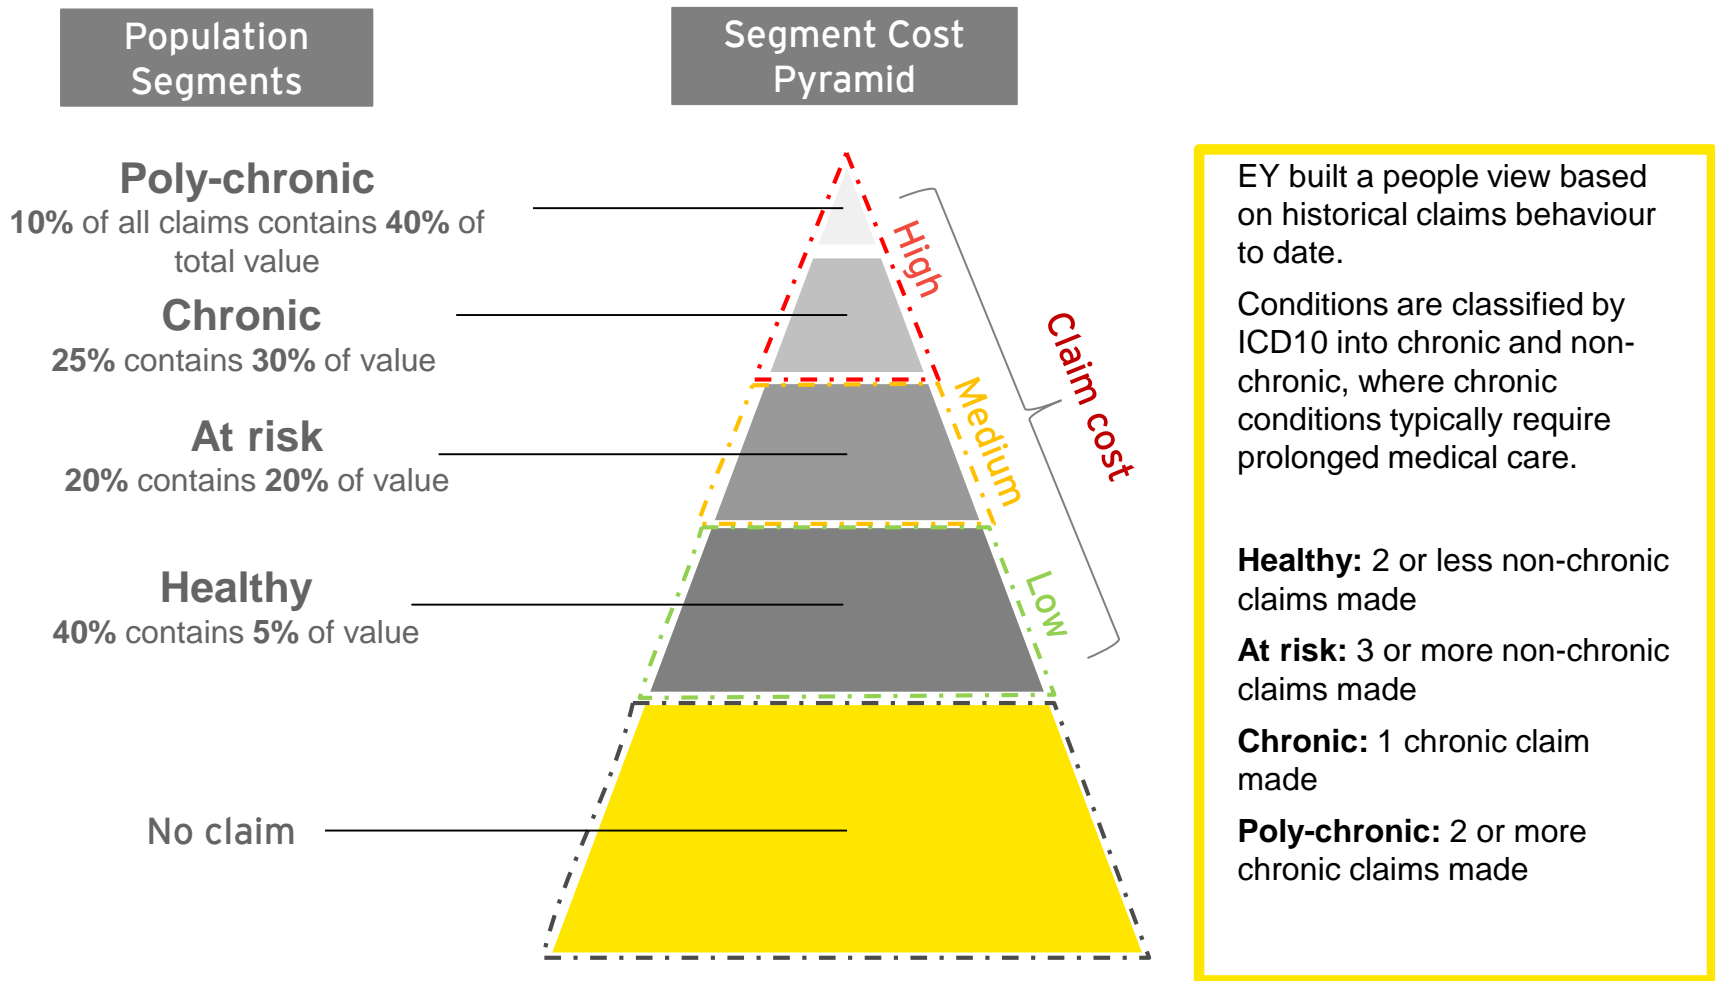 Population
Segments
Segment Cost
Pyramid
Poly-chronic
10% of all claims contains 40% of
total value
Chronic
25% contains 30% of value
At risk
20% contains 20% of value
Healthy
40% contains 5% of value
No claim
High
Medium
Low
Claim cost
EY built a people view based
on historical claims behaviour
to date.
Conditions are classified by
ICD10 into chronic and non-
chronic, where chronic
conditions typically require
prolonged medical care.
Healthy: 2 or less non-chronic
claims made
At risk: 3 or more non-chronic
claims made
Chronic: 1 chronic claim
made
Poly-chronic: 2 or more
chronic claims made